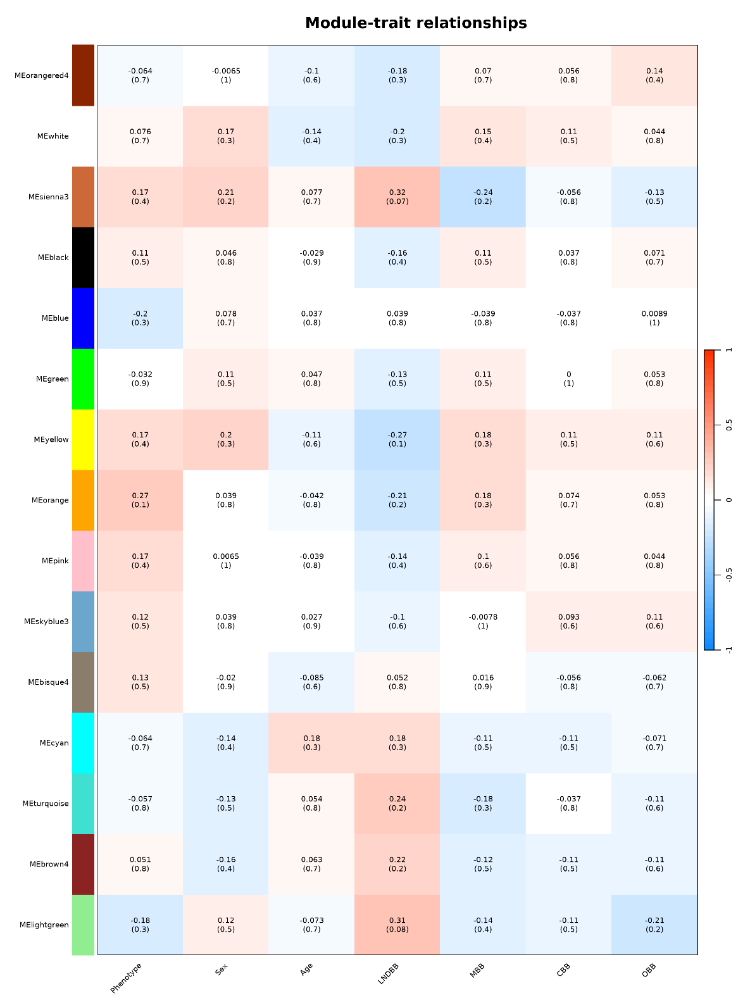 Module-trait relationships
MEorangered4 -0.064 -0.0065 -0.1 -0.18 0.07 0.056 0.14
(0.7) (1) (0.6) (0.3) (0.7) (0.8) (0.4)
MEwhite 0.076 0.17 -0.14 -0.2 0.15 0.11 0.044
(0.7) (0.3) (0.4) (0.3) (0.4) (0.5) (0.8)
MEsienna3 0.17 0.21 0.077 0.32 -0.24 -0.056 -0.13
(0.4) (0.2) (0.7) (0.07) (0.2) (0.8) (0.5)
MEblack 0.11 0.046 -0.029 -0.16 0.11 0.037 0.071
(0.5) (0.8) (0.9) (0.4) (0.5) (0.8) (0.7)
MEblue -0.2 0.078 0.037 0.039 -0.039 -0.037 0.0089
(0.3) (0.7) (0.8) (0.8) (0.8) (0.8) (1)
MEgreen -0.032 0.11 0.047 -0.13 0.11 0 0.053
(0.9) (0.5) (0.8) (0.5) (0.5) (1) (0.8)
MEyellow 0.17 0.2 -0.11 -0.27 0.18 0.11 0.11
(0.4) (0.3) (0.6) (0.1) (0.3) (0.5) (0.6)
MEorange 0.27 0.039 -0.042 -0.21 0.18 0.074 0.053
(0.1) (0.8) (0.8) (0.2) (0.3) (0.7) (0.8)
MEpink 0.17 0.0065 -0.039 -0.14 0.1 0.056 0.044
(0.4) (1) (0.8) (0.4) (0.6) (0.8) (0.8)
MEskyblue3 0.12 0.039 0.027 -0.1 -0.0078 0.093 0.11
(0.5) (0.8) (0.9) (0.6) (1) (0.6) (0.6)
MEbisque4 0.13 -0.02 -0.085 0.052 0.016 -0.056 -0.062
(0.5) (0.9) (0.6) (0.8) (0.9) (0.8) (0.7)
MEcyan -0.064 -0.14 0.18 0.18 -0.11 -0.11 -0.071
(0.7) (0.4) (0.3) (0.3) (0.5) (0.5) (0.7)
MEturquoise -0.057 -0.13 0.054 0.24 -0.18 -0.037 -0.11
(0.8) (0.5) (0.8) (0.2) (0.3) (0.8) (0.6)
MEbrown4 0.051 -0.16 0.063 0.22 -0.12 -0.11 -0.11
(0.8) (0.4) (0.7) (0.2) (0.5) (0.5) (0.6)
MElightgreen -0.18 0.12 -0.073 0.31 -0.14 -0.11 -0.21
(0.3) (0.5) (0.7) (0.08) (0.4) (0.5) (0.2)
Phenotype Sex Age LNDBB MBB CBB OBB
1
0.5
0
-0.5
-1